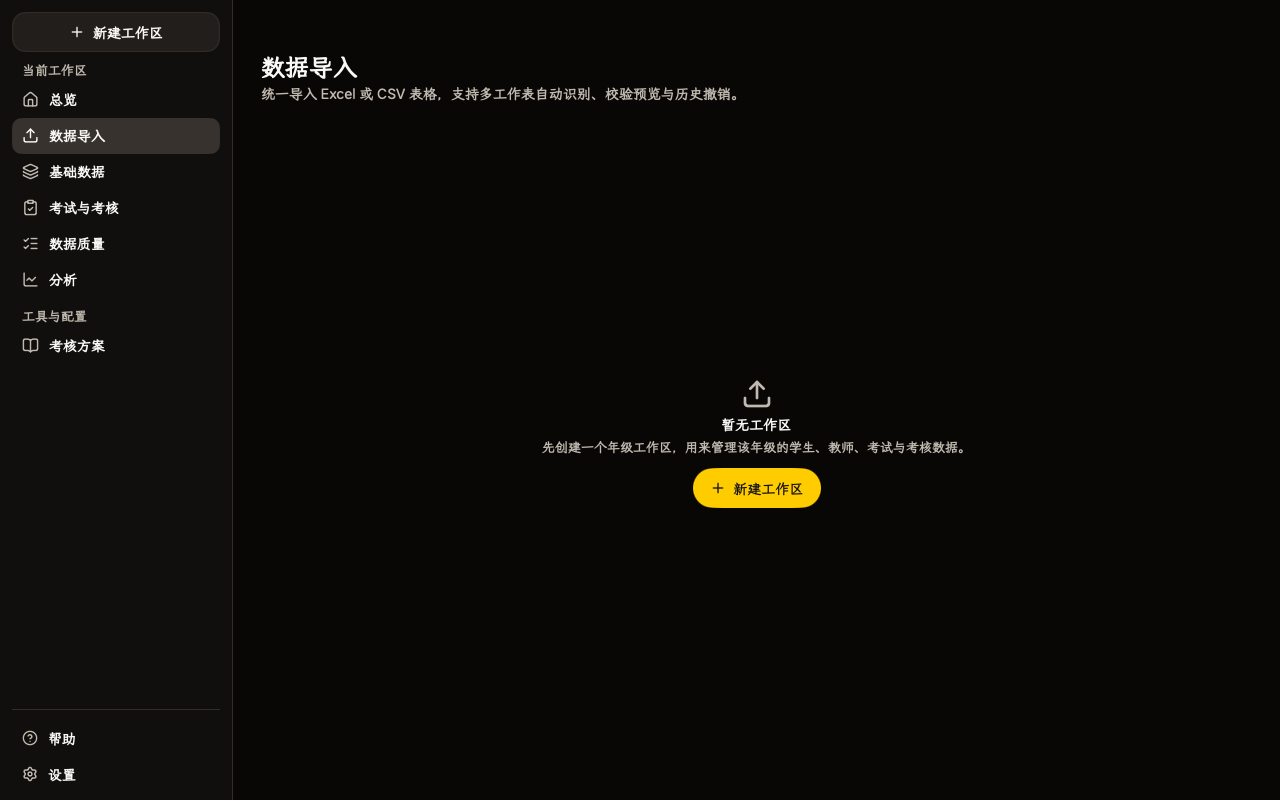 新建工作区
当前工作区
总览
数据导入
基础数据
考试与考核
数据质量
分析
工具与配置
考核方案
帮助
设置
数据导入
统一导入 Excel 或 CSV 表格，支持多工作表自动识别、校验预览与历史撤销。
暂无工作区
先创建一个年级工作区，用来管理该年级的学生、教师、考试与考核数据。
新建工作区